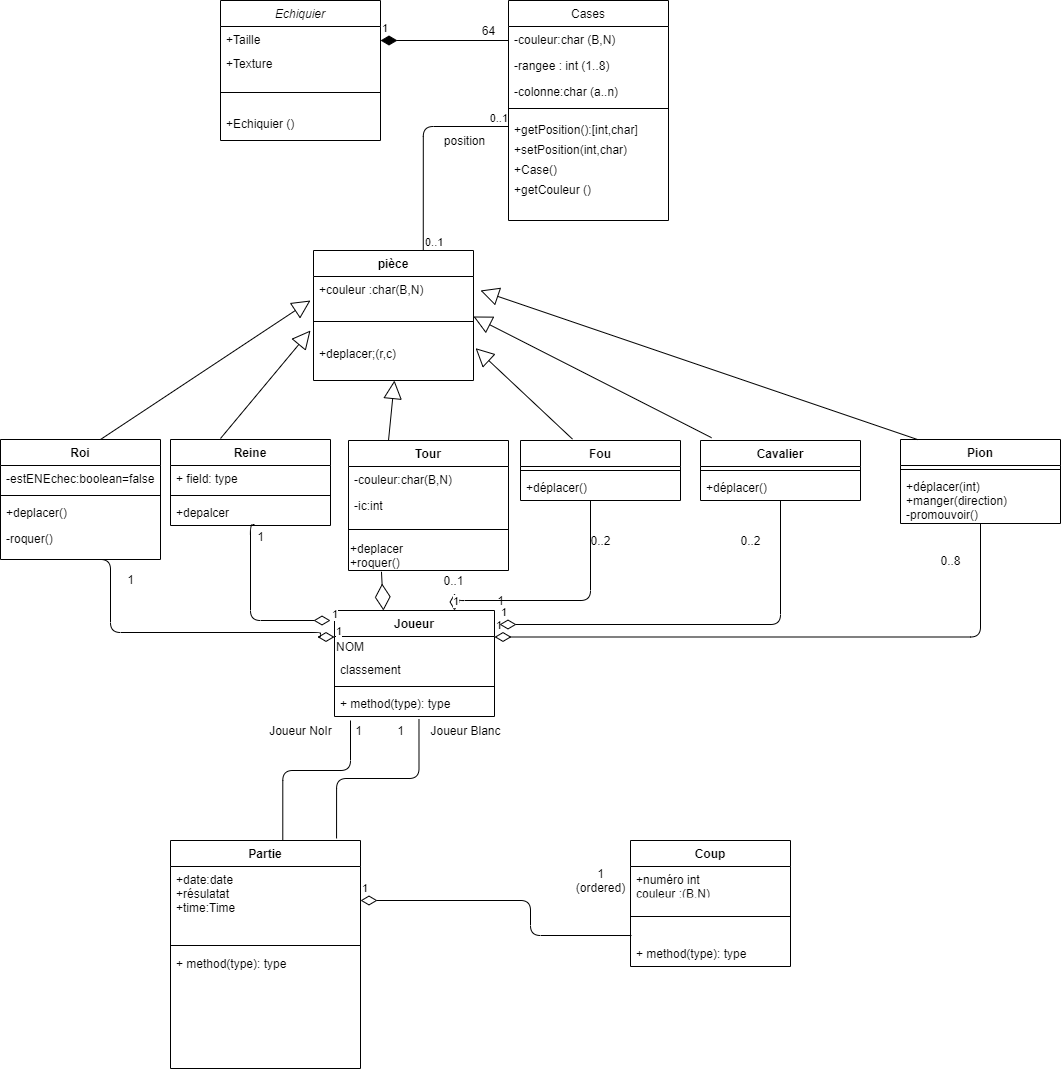 Echiquier
+Taille
+Texture
+Echiquier ()
1
64
Cases
-couleur:char (B,N)
-rangee : int (1..8)
-colonne:char (a..n)
+getPosition():[int,char]
+setPosition(int,char)
+Case()
+getCouleur ()
0..1
position
0..1
pièce
+couleur :char(B,N)
+deplacer;(r,c)
Roi
-estENEchec:boolean=false
+deplacer()
-roquer()
Reine
+ field: type
+depalcer
Tour
-couleur:char(B,N)
-ic:int
+deplacer
+roquer()
Fou
+déplacer()
Cavalier
+déplacer()
Pion
+déplacer(int)
+manger(direction)
-promouvoir()
1
1
0..1
0..2
0..2
0..8
1
1
1
1
1
1
Joueur
1
NOM
classement
+ method(type): type
Joueur NoIr
1
1
Joueur Blanc
Partie
+date:date
+résulatat
+time:Time
+ method(type): type
1
1
(ordered)
Coup
+numéro int
couleur :(B,N)
+ method(type): type